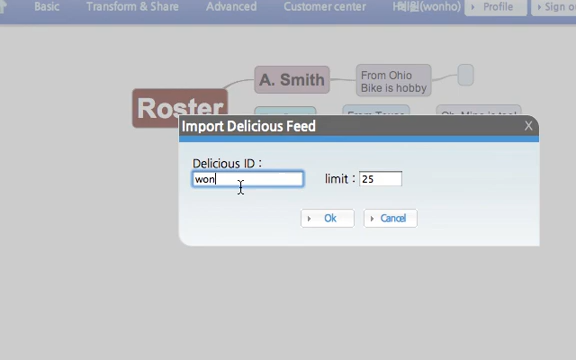 Basic Transform & Share Advanced Customer center (wonho) Profile Sign o
A. Smith
From Ohio
Bike is hobby
Roster
Import Delicious Feed X
Delicious ID :
won limit : 25
Ok Cancel